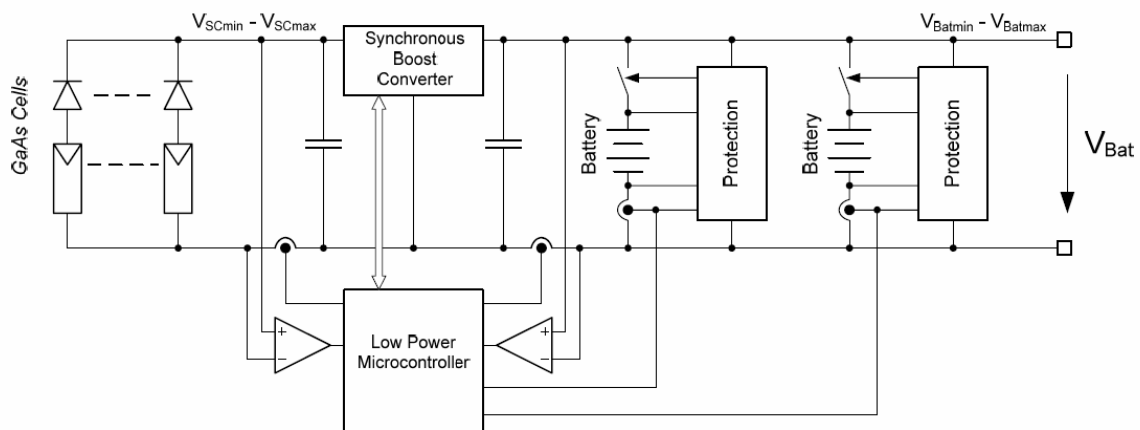 V_SCmin - V_SCmax
Synchronous
Boost
Converter
V_Batmin - V_Batmax
GaAs Cells
Battery
Protection
Battery
Protection
V_Bat
+
−
Low Power
Microcontroller
+
−